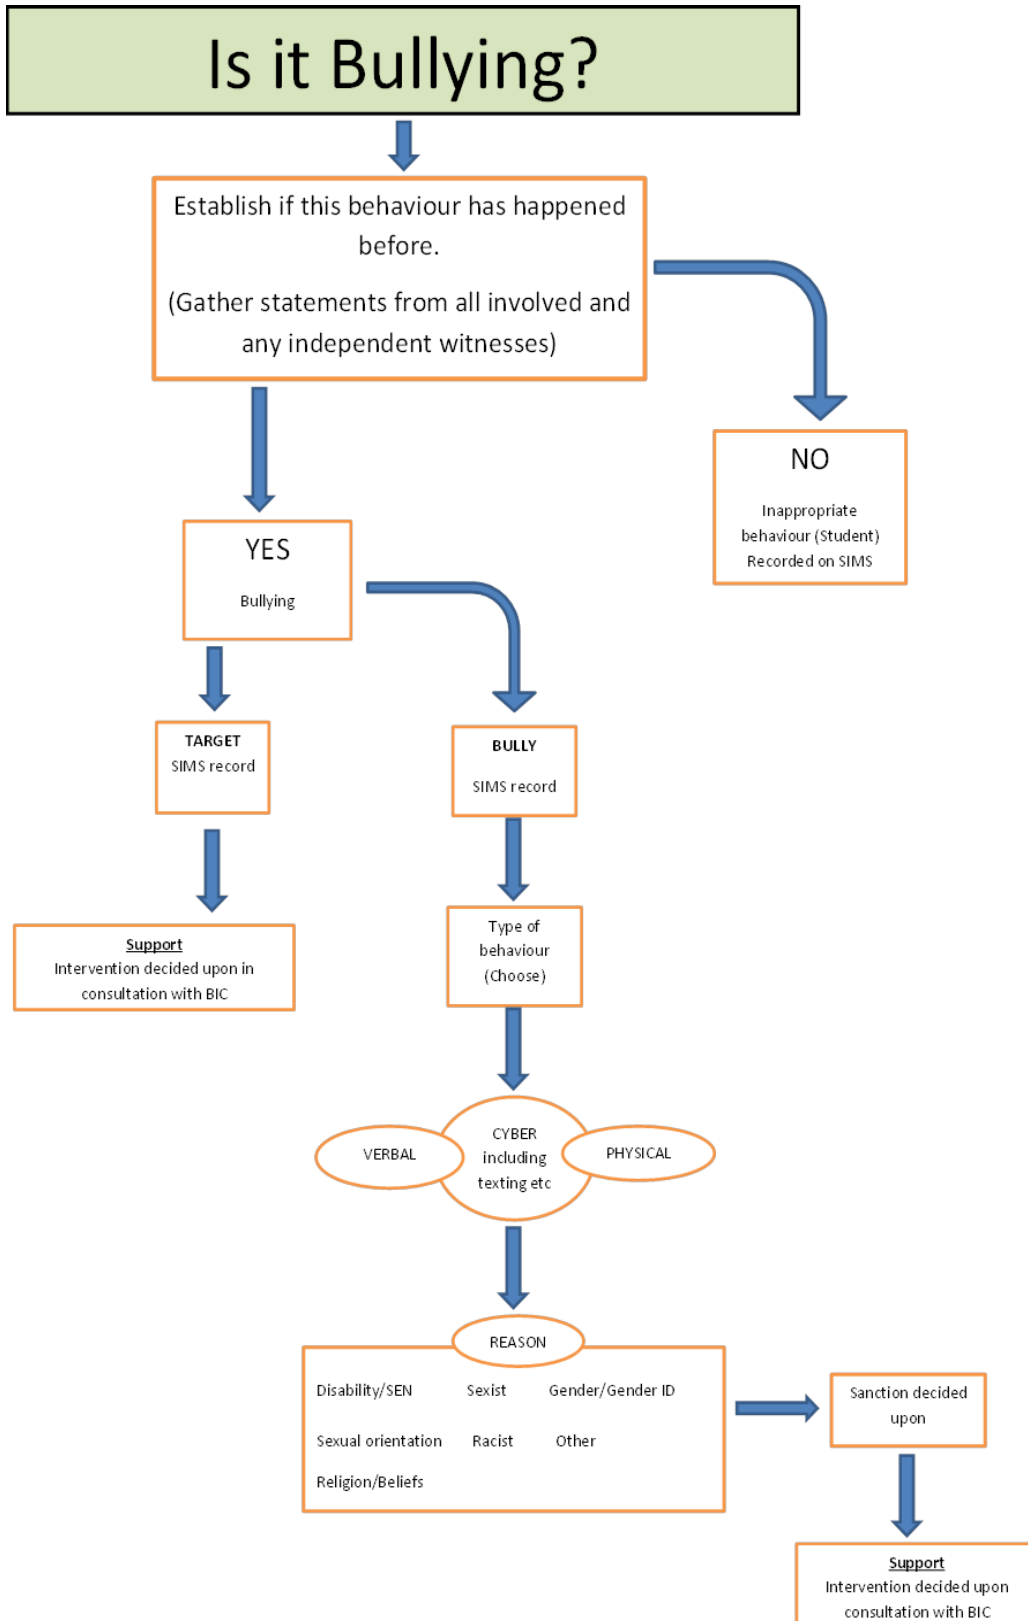 Is it Bullying?
Establish if this behaviour has happened
before.
(Gather statements from all involved and
any independent witnesses)
NO
Inappropriate
behaviour (Student)
Recorded on SIMS
YES
Bullying
TARGET
SIMS record
BULLY
SIMS record
Support
Intervention decided upon in
consultation with BIC
Type of
behaviour
(Choose)
VERBAL
CYBER
including
texting etc
PHYSICAL
REASON
Disability/SEN Sexist Gender/Gender ID
Sexual orientation Racist Other
Religion/Beliefs
Sanction decided
upon
Support
Intervention decided upon
consultation with BIC